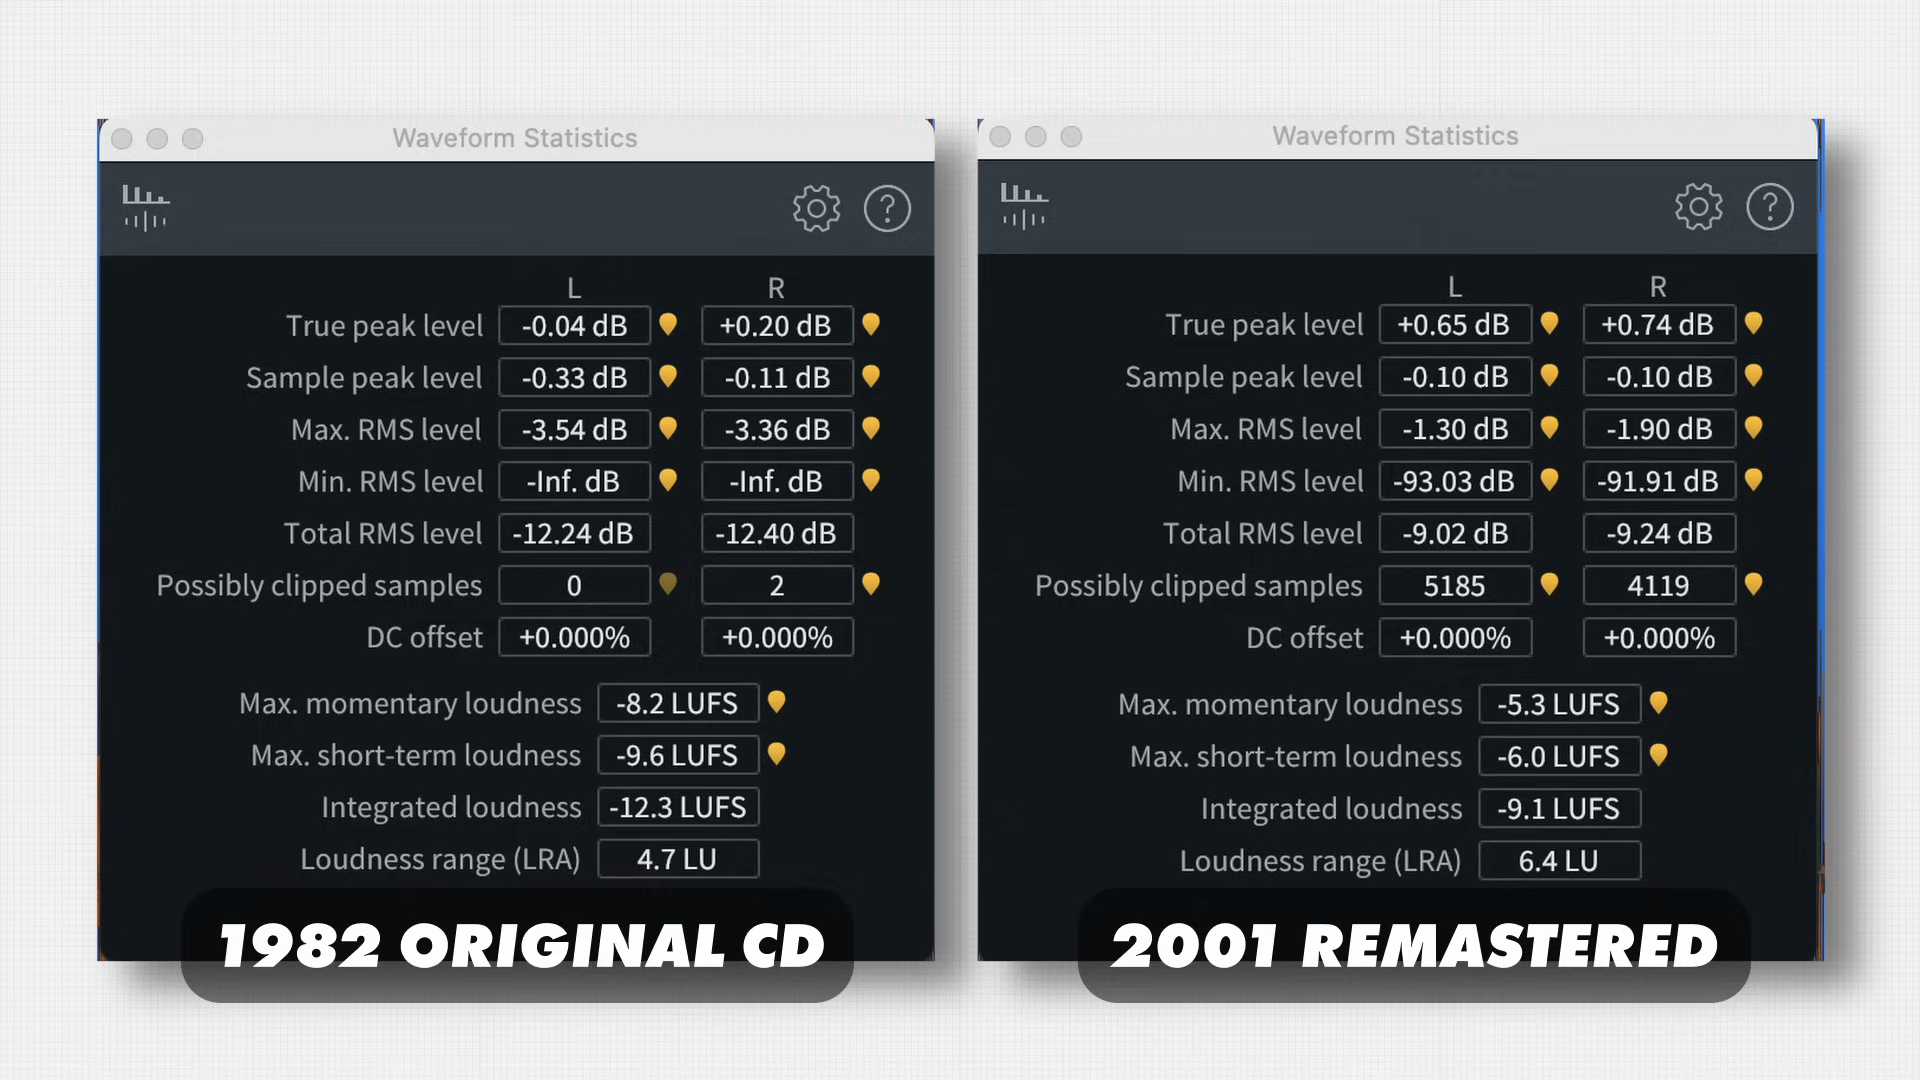 Waveform Statistics
?
L R
True peak level -0.04 dB +0.20 dB
Sample peak level -0.33 dB -0.11 dB
Max. RMS level -3.54 dB -3.36 dB
Min. RMS level -Inf. dB -Inf. dB
Total RMS level -12.24 dB -12.40 dB
Possibly clipped samples 0 2
DC offset +0.000% +0.000%
Max. momentary loudness -8.2 LUFS
Max. short-term loudness -9.6 LUFS
Integrated loudness -12.3 LUFS
Loudness range (LRA) 4.7 LU
1982 ORIGINAL CD
Waveform Statistics
?
L R
True peak level +0.65 dB +0.74 dB
Sample peak level -0.10 dB -0.10 dB
Max. RMS level -1.30 dB -1.90 dB
Min. RMS level -93.03 dB -91.91 dB
Total RMS level -9.02 dB -9.24 dB
Possibly clipped samples 5185 4119
DC offset +0.000% +0.000%
Max. momentary loudness -5.3 LUFS
Max. short-term loudness -6.0 LUFS
Integrated loudness -9.1 LUFS
Loudness range (LRA) 6.4 LU
2001 REMASTERED